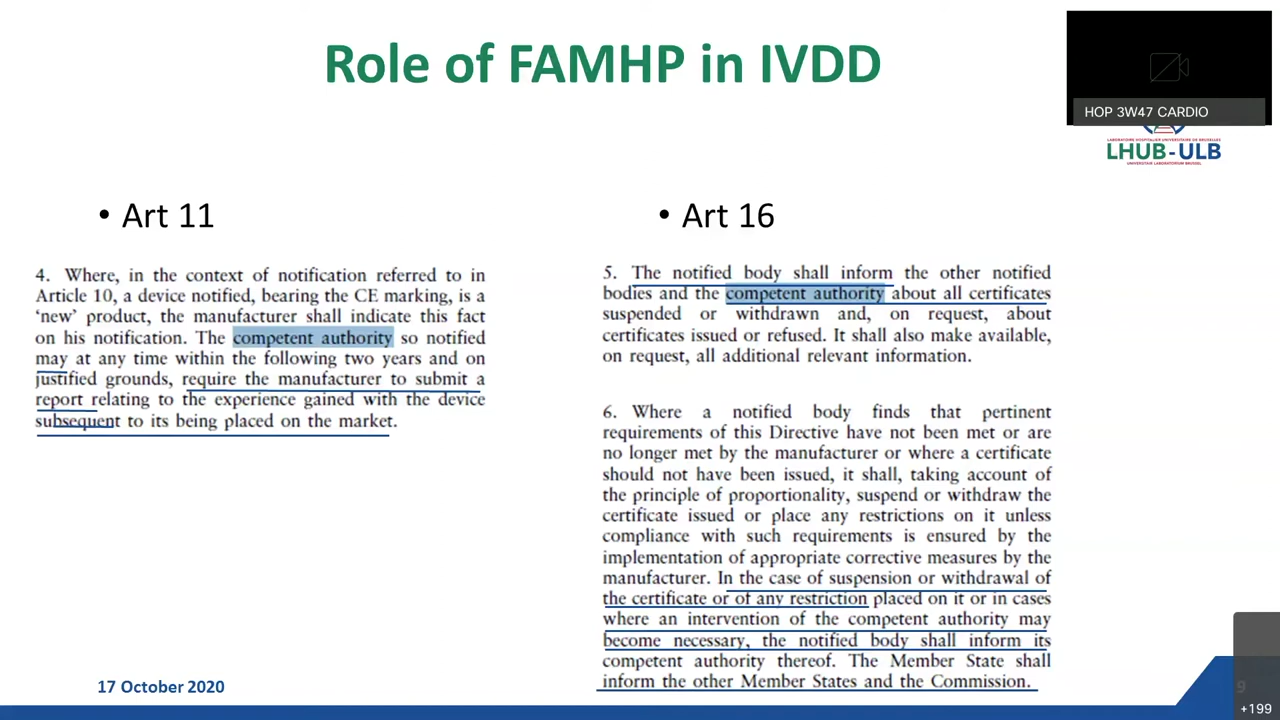 Role of FAMHP in IVDD
HOP 3W47 CARDIO
LABORATOIRE HOSPITALIER UNIVERSITAIRE DE BRUXELLES
LHUB-ULB
UNIVERSITAIR LABORATORIUM BRUSSEL
• Art 11
4. Where, in the context of notification referred to in
Article 10, a device notified, bearing the CE marking, is a
‘new’ product, the manufacturer shall indicate this fact
on his notification. The competent authority so notified
may at any time within the following two years and on
justified grounds, require the manufacturer to submit a
report relating to the experience gained with the device
subsequent to its being placed on the market.
• Art 16
5. The notified body shall inform the other notified
bodies and the competent authority about all certificates
suspended or withdrawn and, on request, about
certificates issued or refused. It shall also make available,
on request, all additional relevant information.
6. Where a notified body finds that pertinent
requirements of this Directive have not been met or are
no longer met by the manufacturer or where a certificate
should not have been issued, it shall, taking account of
the principle of proportionality, suspend or withdraw the
certificate issued or place any restrictions on it unless
compliance with such requirements is ensured by the
implementation of appropriate corrective measures by the
manufacturer. In the case of suspension or withdrawal of
the certificate or of any restriction placed on it or in cases
where an intervention of the competent authority may
become necessary, the notified body shall inform its
competent authority thereof. The Member State shall
inform the other Member States and the Commission.
17 October 2020
9
+199